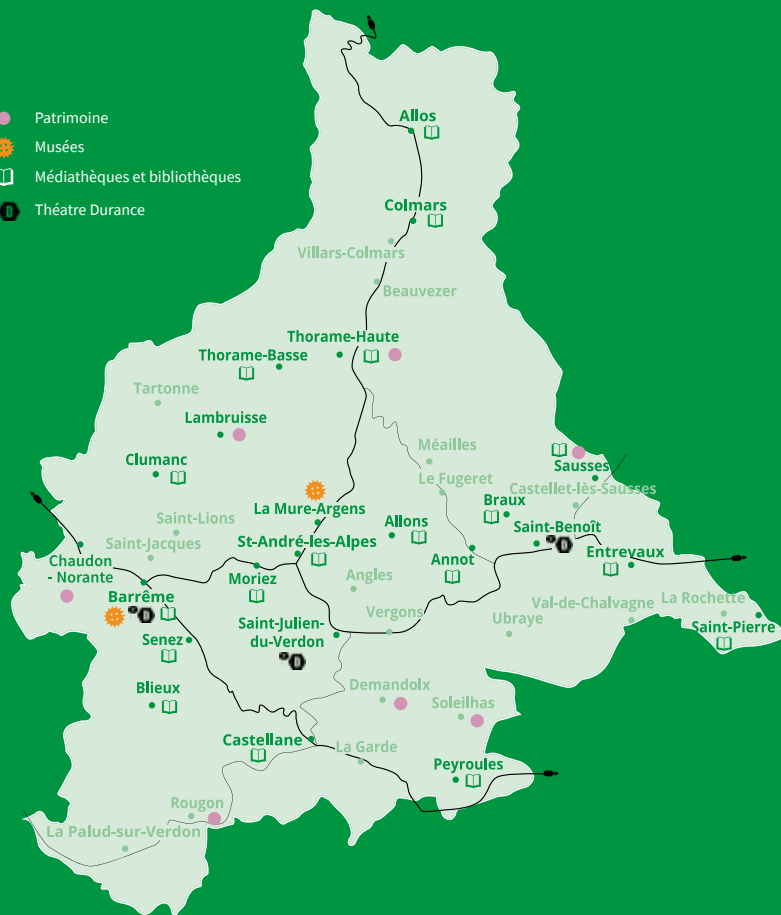 Patrimoine
Musées
Médiathèques et bibliothèques
Théatre Durance
Allos
Colmars
Villars-Colmars
Beauvezer
Thorame-Haute
Thorame-Basse
Tartonne
Lambruisse
Méailles
Clumanc
Sausses
Le Fugeret
Castellet-lès-Sausses
Braux
La Mure-Argens
Saint-Lions
Allons
Saint-Benoît
St-André-les-Alpes
Saint-Jacques
Entrevaux
Chaudon
- Norante
Annot
Moriez
Angles
Barrême
Val-de-Chalvagne
La Rochette
Vergons
Ubraye
Saint-Julien-
du-Verdon
Saint-Pierre
Senez
Demandolx
Blieux
Soleilhas
Castellane
La Garde
Peyroules
Rougon
La Palud-sur-Verdon